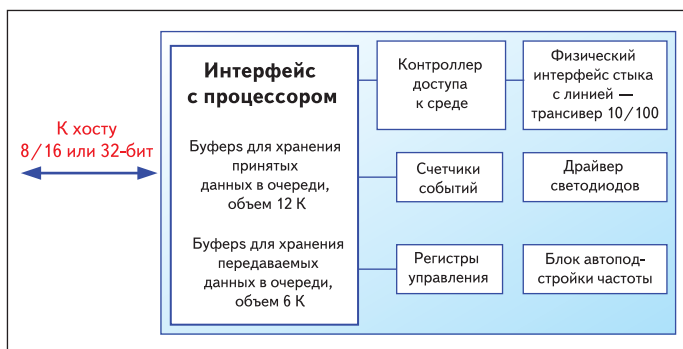 К хосту
8/16 или 32-бит
Интерфейс
с процессором
Буферs для хранения
принятых
данных в очереди,
объем 12 К
Буферs для хранения
передаваемых
данных в очереди,
объем 6 К
Контроллер
доступа
к среде
Физический
интерфейс стыка
с линией —
трансивер 10/100
Счетчики
событий
Драйвер
светодиодов
Регистры
управления
Блок автопод-
стройки частоты